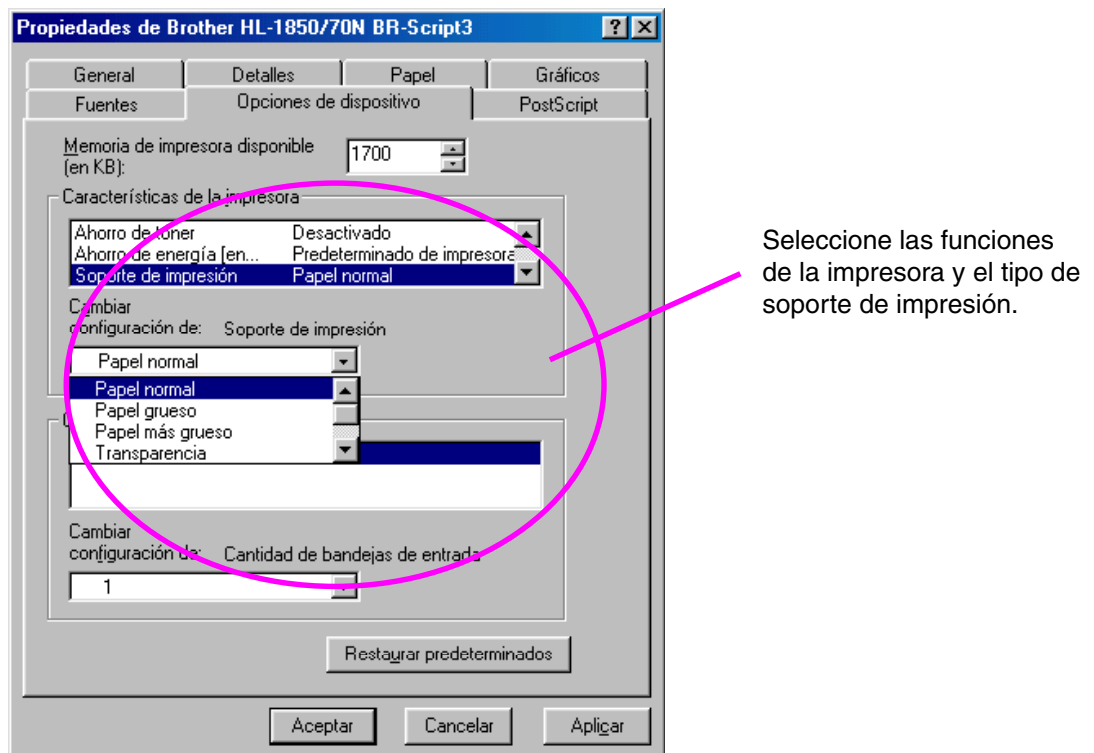 Propiedades de Brother HL-1850/70N BR-Script3
General Detalles Papel Gráficos
Fuentes Opciones de dispositivo PostScript
Memoria de impresora disponible
(en KB):
1700
Características de la impresora
Ahorro de tóner Desactivado
Ahorro de energía [en... Predeterminado de impresora
Soporte de impresión Papel normal
Cambiar
configuración de: Soporte de impresión
Papel normal
Papel normal
Papel grueso
Papel más grueso
Transparencia
Cambiar
configuración de: Cantidad de bandejas de entrada
1
Restaurar predeterminados
Aceptar Cancelar Aplicar
Seleccione las funciones
de la impresora y el tipo de
soporte de impresión.